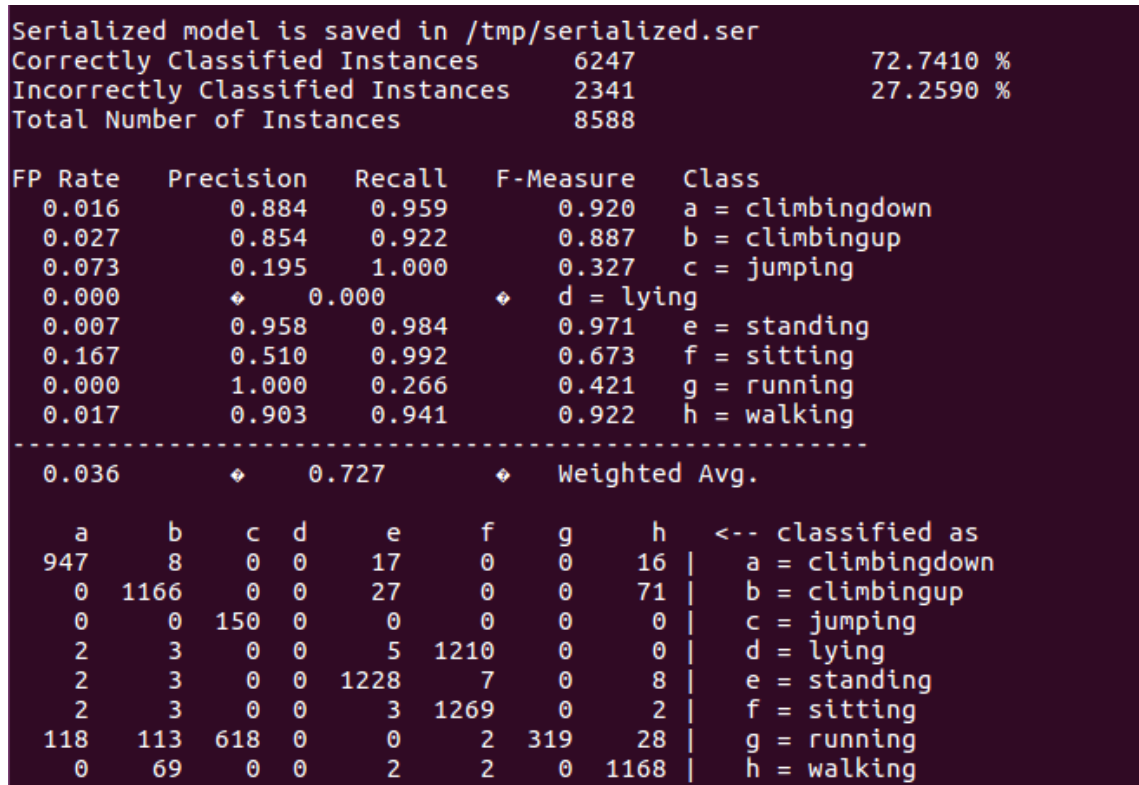 Serialized model is saved in /tmp/serialized.ser
Correctly Classified Instances 6247 72.7410 %
Incorrectly Classified Instances 2341 27.2590 %
Total Number of Instances 8588
FP Rate Precision Recall F-Measure Class
0.016 0.884 0.959 0.920 a = climbingdown
0.027 0.854 0.922 0.887 b = climbingup
0.073 0.195 1.000 0.327 c = jumping
0.000 � 0.000 � d = lying
0.007 0.958 0.984 0.971 e = standing
0.167 0.510 0.992 0.673 f = sitting
0.000 1.000 0.266 0.421 g = running
0.017 0.903 0.941 0.922 h = walking
-------------------------------------------------------
0.036 � 0.727 � Weighted Avg.
a b c d e f g h <-- classified as
947 8 0 0 17 0 0 16 | a = climbingdown
0 1166 0 0 27 0 0 71 | b = climbingup
0 0 150 0 0 0 0 0 | c = jumping
2 3 0 0 5 1210 0 0 | d = lying
2 3 0 0 1228 7 0 8 | e = standing
2 3 0 0 3 1269 0 2 | f = sitting
118 113 618 0 0 2 319 28 | g = running
0 69 0 0 2 2 0 1168 | h = walking